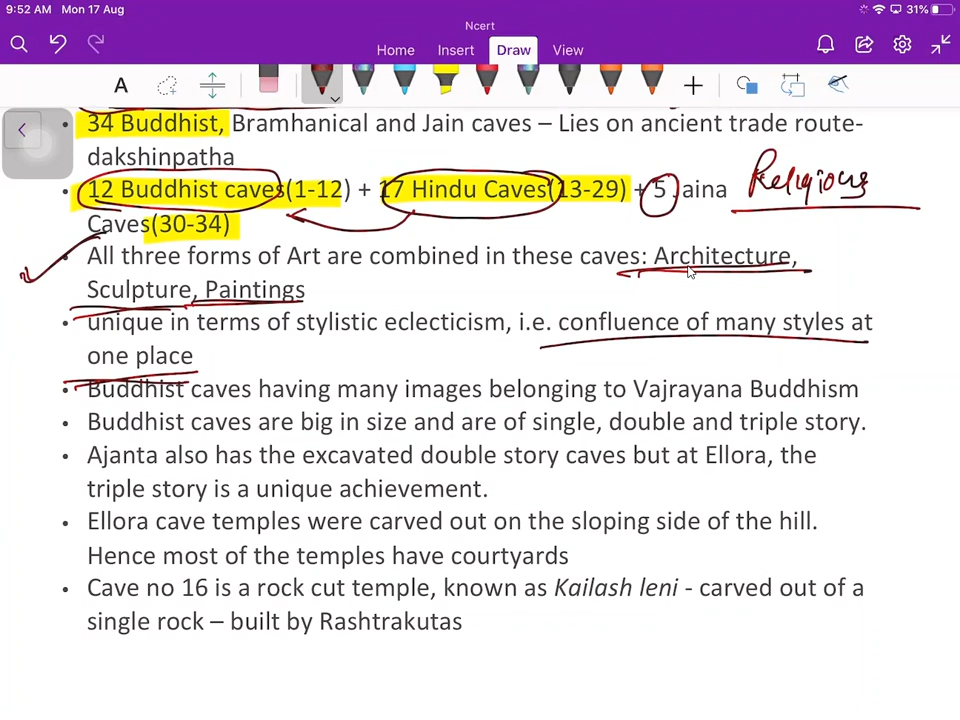 9:52 AM Mon 17 Aug
31%
Ncert
Home Insert Draw View
A
• 34 Buddhist, Bramhanical and Jain caves – Lies on ancient trade route-
dakshinpatha
• 12 Buddhist caves(1-12) + 17 Hindu Caves(13-29) + 5 Jaina Religious
Caves(30-34)
• All three forms of Art are combined in these caves: Architecture,
Sculpture, Paintings
• unique in terms of stylistic eclecticism, i.e. confluence of many styles at
one place
• Buddhist caves having many images belonging to Vajrayana Buddhism
• Buddhist caves are big in size and are of single, double and triple story.
• Ajanta also has the excavated double story caves but at Ellora, the
triple story is a unique achievement.
• Ellora cave temples were carved out on the sloping side of the hill.
Hence most of the temples have courtyards
• Cave no 16 is a rock cut temple, known as Kailash leni - carved out of a
single rock – built by Rashtrakutas